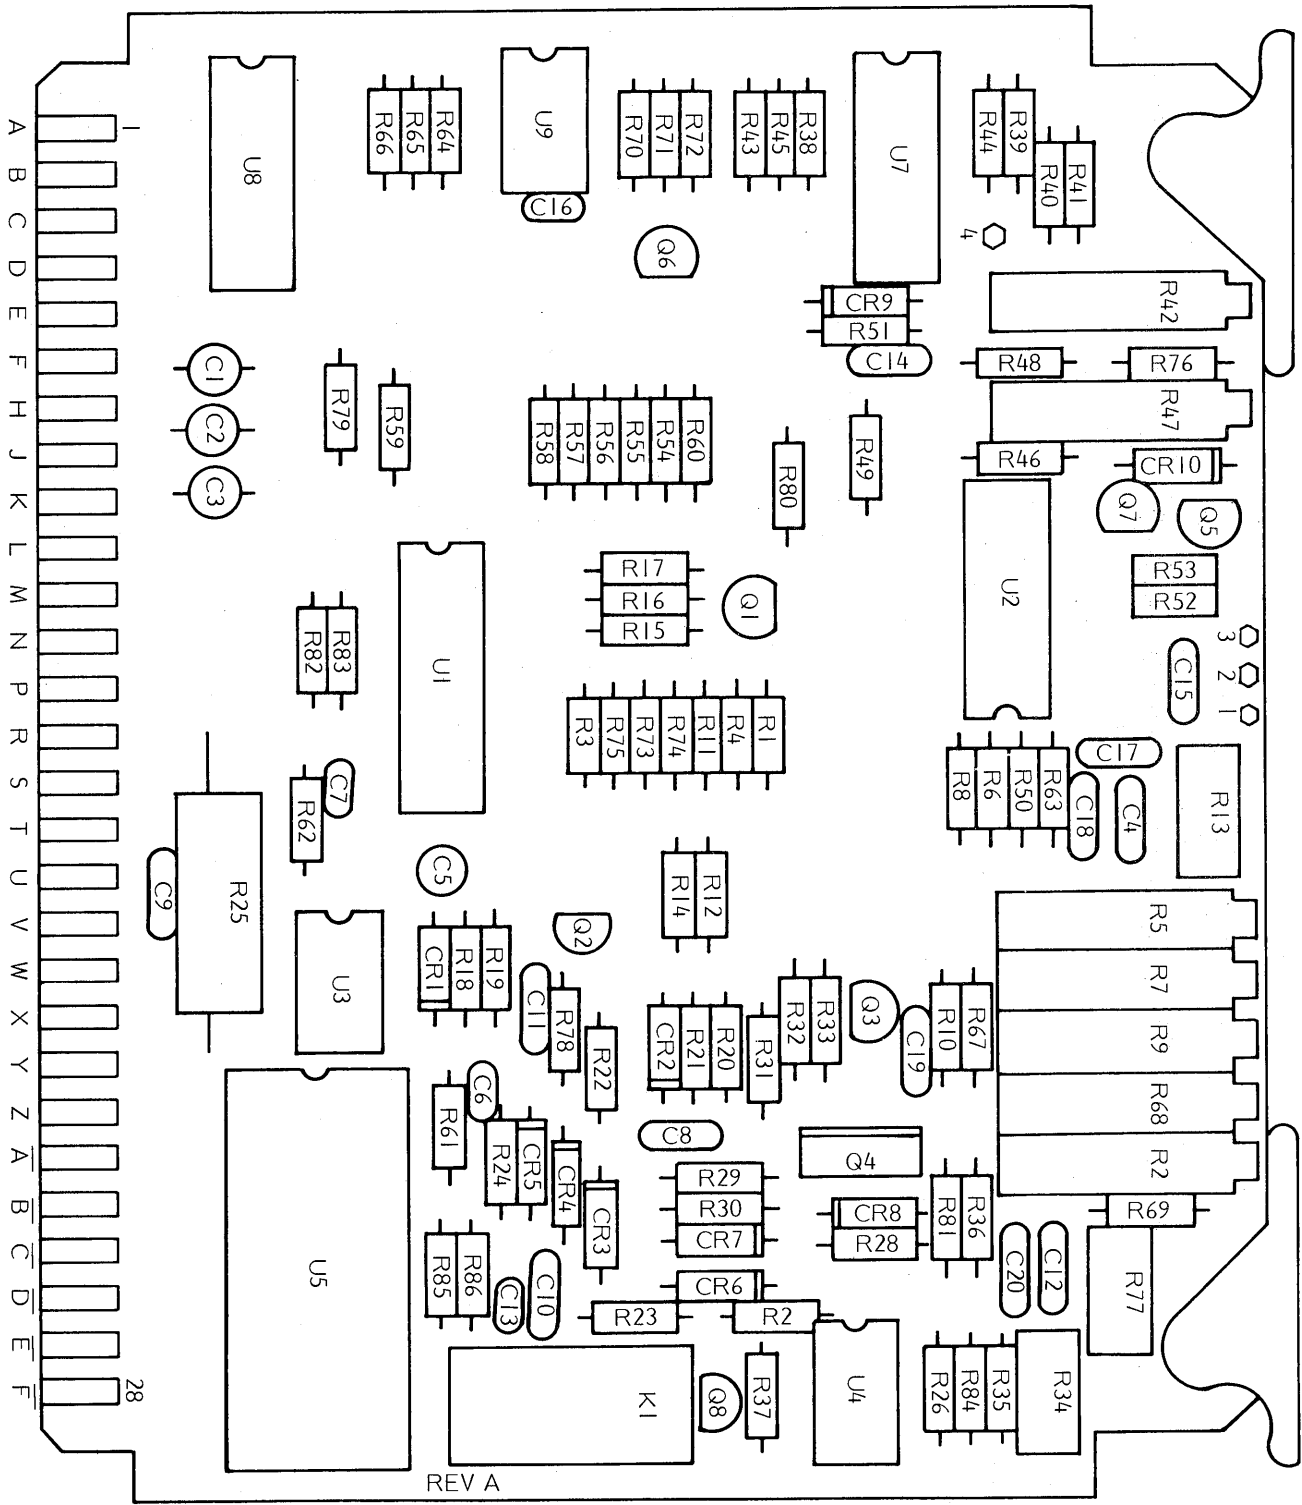 A
1
B
C
D
E
F
H
J
K
L
M
N
P
R
S
T
U
V
W
X
Y
Z
A̅
B̅
C̅
D̅
E̅
F̅
28
U8
R66
R65
R64
U9
C16
R70
R71
R72
Q6
R43
R45
R38
U7
R44
R39
R40
R41
4
CR9
R51
C14
R42
R48
R76
R47
R46
CR10
C1
C2
C3
R79
R59
R58
R57
R56
R55
R54
R60
R80
R49
Q7
Q5
U2
R53
R52
R17
R16
R15
Q1
3
2
1
C15
R82
R83
U1
R3
R75
R73
R74
R11
R4
R1
C17
R8
R6
R50
R63
C18
C4
R13
C7
R62
C5
R14
R12
C9
R25
U3
CR1
R18
R19
Q2
C11
R78
R22
CR2
R21
R20
R31
R32
R33
Q3
C19
R10
R67
R5
R7
R9
R68
R2
U5
R61
C6
R24
CR5
CR4
CR3
C8
R29
R30
CR7
Q4
CR8
R28
R81
R36
R69
R85
R86
C13
C10
CR6
R23
R2
C20
C12
R77
K1
Q8
R37
U4
R26
R84
R35
R34
REV A